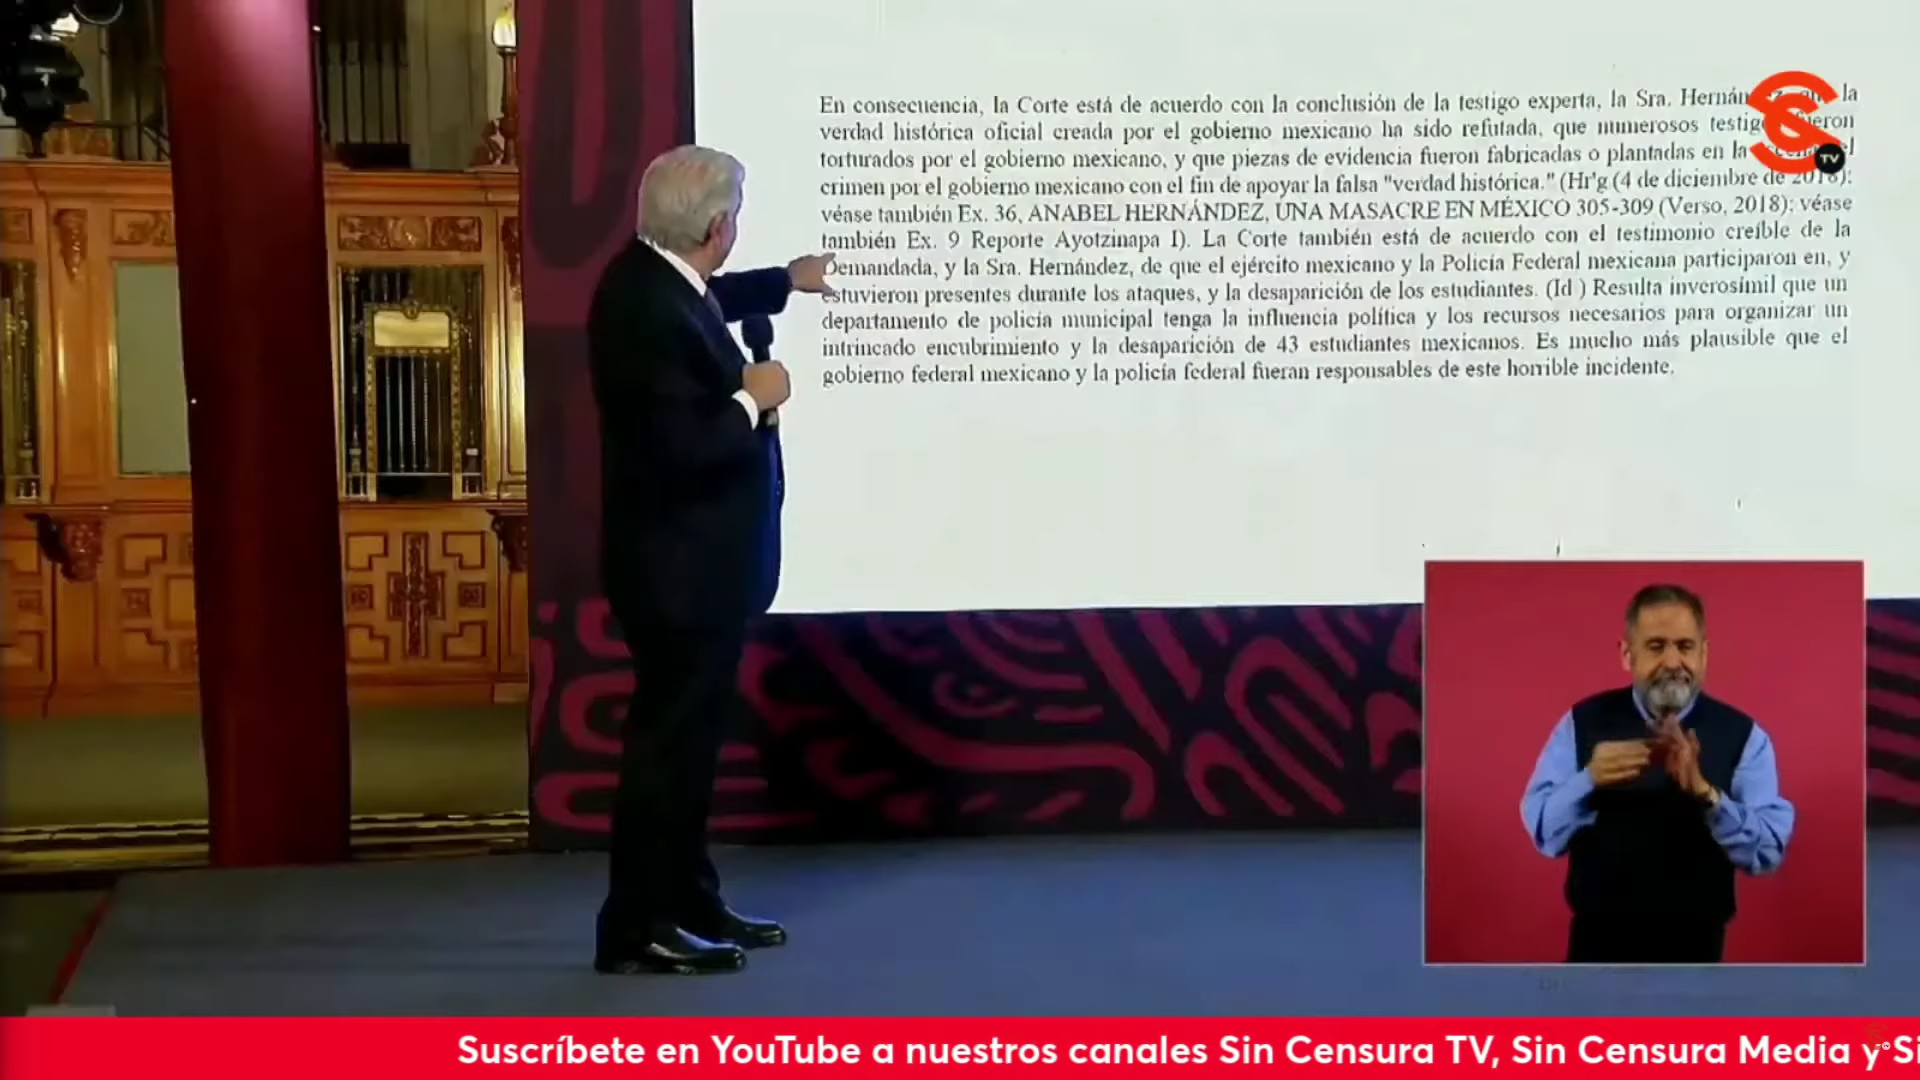 En consecuencia, la Corte está de acuerdo con la conclusión de la testigo experta, la Sra. la
verdad histórica oficial creada por el gobierno mexicano ha sido refutada, que numerosos
torturados por el gobierno mexicano, y que piezas de evidencia fueron fabricadas o plantadas en la
crimen por el gobierno mexicano con el fin de apoyar la falsa "verdad histórica." (Hr'g (4 de diciembre de 2018):
véase también Ex. 36, ANABEL HERNÁNDEZ, UNA MASACRE EN MÉXICO 305-309 (Verso, 2018); véase
también Ex. 9 Reporte Ayotzinapa I). La Corte también está de acuerdo con el testimonio creíble de la
Demandada, y la Sra. Hernández, de que el ejército mexicano y la Policía Federal mexicana participaron en, y
estuvieron presentes durante los ataques, y la desaparición de los estudiantes. (Id ) Resulta inverosímil que un
departamento de policía municipal tenga la influencia política y los recursos necesarios para organizar un
intrincado encubrimiento y la desaparición de 43 estudiantes mexicanos. Es mucho más plausible que el
gobierno federal mexicano y la policía federal fueran responsables de este horrible incidente.
TV
Suscríbete en YouTube a nuestros canales Sin Censura TV, Sin Censura Media y Si